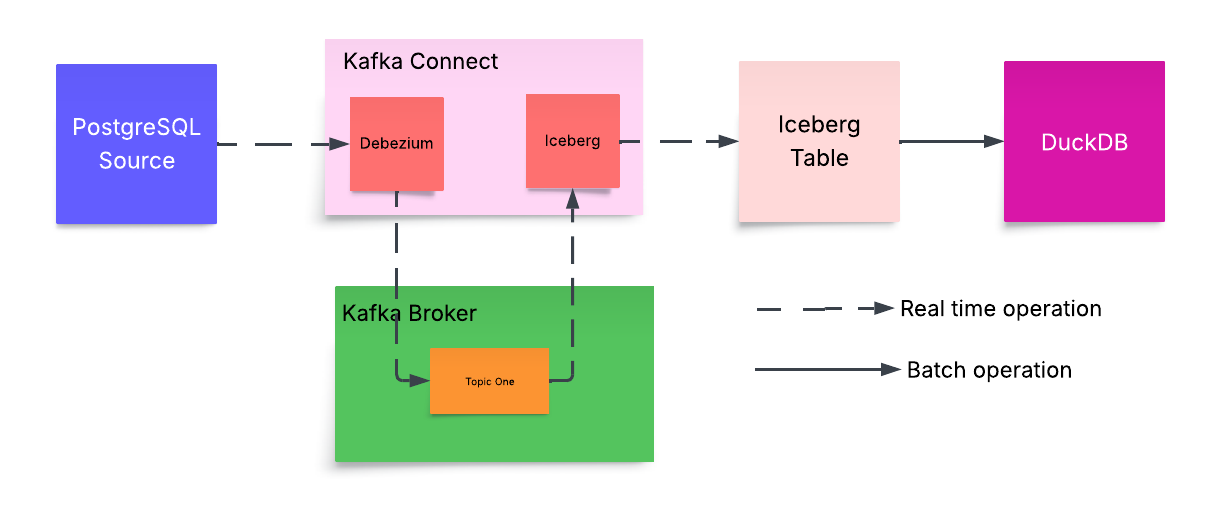 Kafka Connect
PostgreSQL
Source
Debezium
Iceberg
Iceberg
Table
DuckDB
Kafka Broker
Topic One
Real time operation
Batch operation